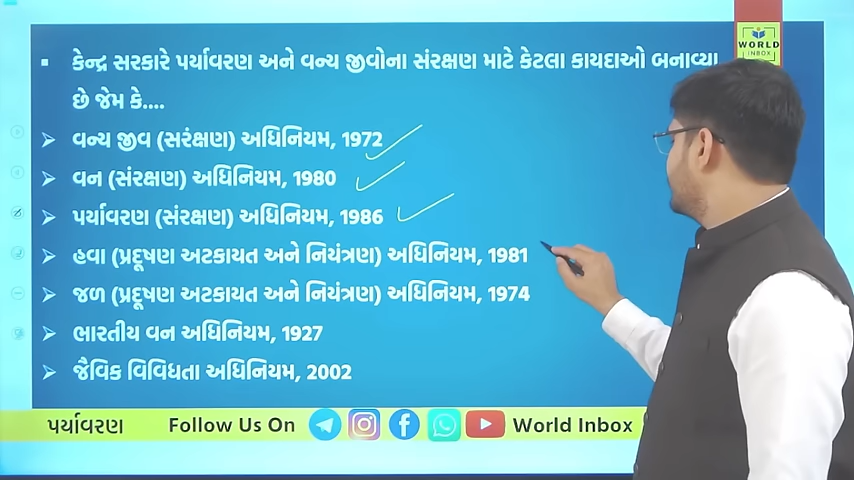 WORLD
INBOX
કેન્દ્ર સરકારે પર્યાવરણ અને વન્ય જીવોના સંરક્ષણ માટે કેટલા કાયદાઓ બનાવ્યા
છે જેમ કે....
વન્ય જીવ (સરંક્ષણ) અધિનિયમ, 1972
વન (સંરક્ષણ) અધિનિયમ, 1980
પર્યાવરણ (સંરક્ષણ) અધિનિયમ, 1986
હવા (પ્રદૂષણ અટકાયત અને નિયંત્રણ) અધિનિયમ, 1981
જળ (પ્રદૂષણ અટકાયત અને નિયંત્રણ) અધિનિયમ, 1974
ભારતીય વન અધિનિયમ, 1927
જૈવિક વિવિધતા અધિનિયમ, 2002
પર્યાવરણ Follow Us On World Inbox